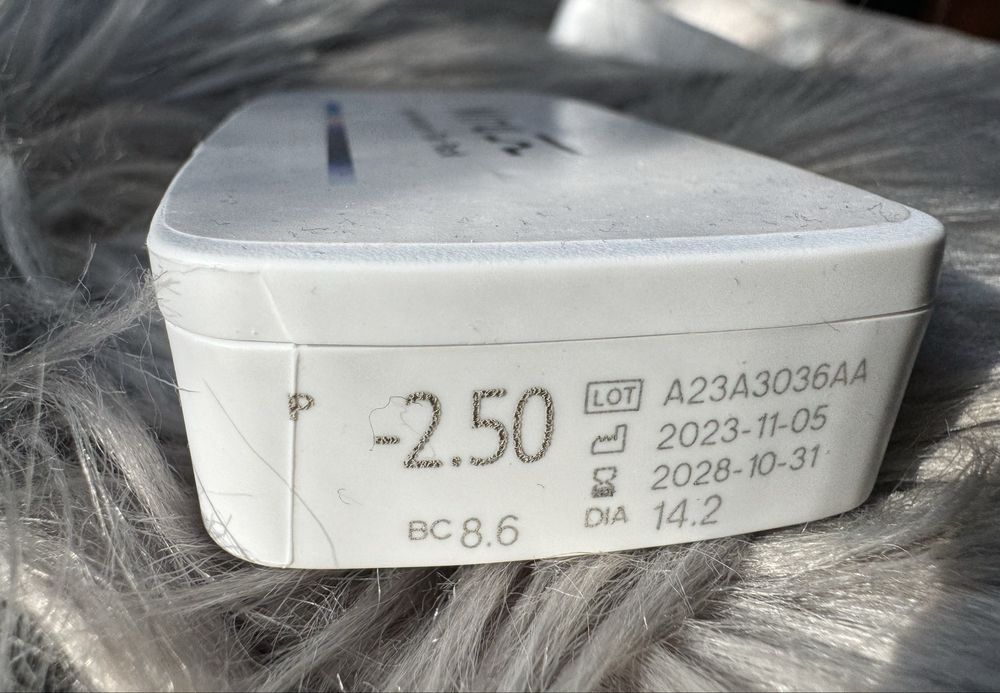 P -2.50
BC 8.6
LOT A23A3036AA
2023-11-05
2028-10-31
DIA 14.2